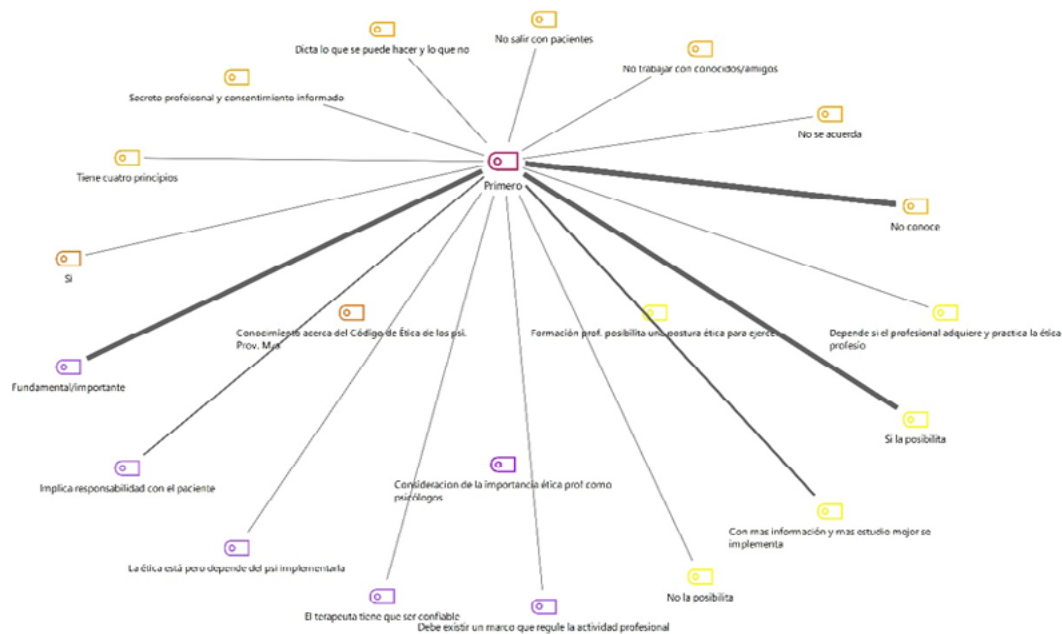 No salir con pacientes
Dicta lo que se puede hacer y lo que no
No trabajar con conocidos/amigos
Secreto profeisonal y consentimiento informado
No se acuerda
Tiene cuatro principios
Primero
No conoce
Si
Conocimiento acerca del Código de Ética de los psi.
Prov. Mza
Formación prof. posibilita una postura ética para ejercer
Depende si el profesional adquiere y practica la ética
profesio
Fundamental/importante
Si la posibilita
Implica responsabilidad con el paciente
Consideracion de la importancia ética prof como
psicólogos
Con mas información y mas estudio mejor se
implementa
La ética está pero depende del psi implementarla
No la posibilita
El terapeuta tiene que ser confiable
Debe existir un marco que regule la actividad profesional